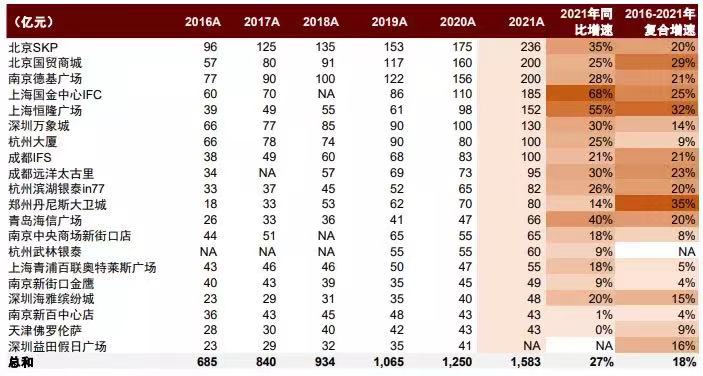 （亿元） 2016A 2017A 2018A 2019A 2020A 2021A 2021年同比增速 2016-2021年复合增速
北京SKP 96 125 135 153 175 236 35% 20%
北京国贸商城 57 80 91 117 160 200 25% 29%
南京德基广场 77 90 100 122 156 200 28% 21%
上海国金中心IFC 60 70 NA 86 110 185 68% 25%
上海恒隆广场 39 49 55 61 98 152 55% 32%
深圳万象城 66 77 85 90 100 130 30% 14%
杭州大厦 66 78 74 90 80 100 25% 9%
成都IFS 38 49 60 68 83 100 21% 21%
成都远洋太古里 34 NA 57 69 73 95 30% 23%
杭州滨湖银泰in77 33 37 45 52 65 82 26% 20%
郑州丹尼斯大卫城 18 33 53 62 70 80 14% 35%
青岛海信广场 26 33 36 41 47 66 40% 20%
南京中央商场新街口店 44 51 NA 65 55 65 18% 8%
杭州武林银泰 NA NA NA 55 55 60 9% NA
上海青浦百联奥特莱斯广场 43 46 46 50 47 55 18% 5%
南京新街口金鹰 40 43 39 35 45 49 9% 4%
深圳海雅缤纷城 23 29 31 35 40 48 20% 15%
南京新百中心店 36 43 45 48 43 43 1% 4%
天津佛罗伦萨 28 30 40 42 43 43 0% 9%
深圳益田假日广场 23 29 32 35 41 NA NA 16%
总和 685 840 934 1,065 1,250 1,583 27% 18%